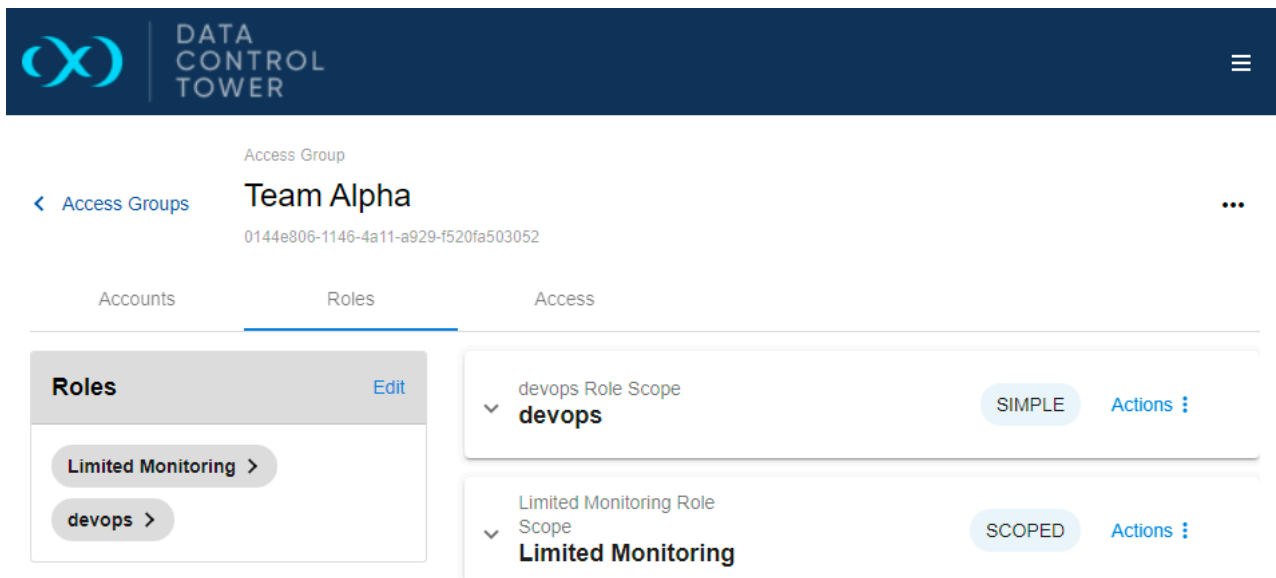 DATA
CONTROL
TOWER
Access Group
Access Groups
Team Alpha
0144e806-1146-4a11-a929-f520fa503052
Accounts
Roles
Access
Roles
Edit
Limited Monitoring
devops
devops Role Scope
devops
SIMPLE
Actions
Limited Monitoring Role
Scope
Limited Monitoring
SCOPED
Actions